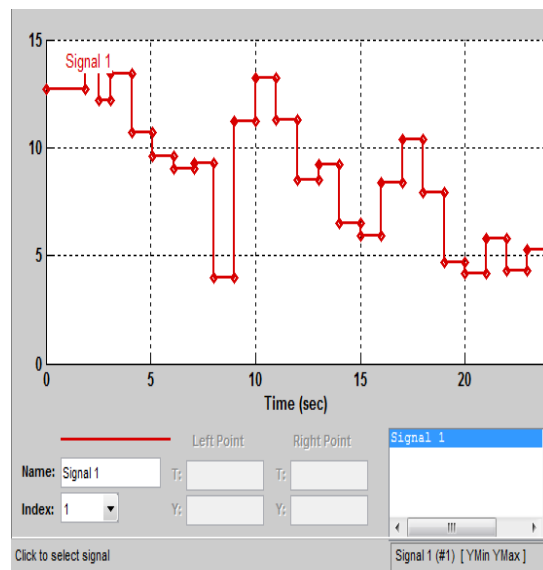 15
Signal 1
10
5
0
0 5 10 15 20
Time (sec)
Left Point Right Point
Signal 1
Name: Signal 1 T: T:
Index: 1 Y: Y:
Click to select signal Signal 1 (#1) [ YMin YMax ]